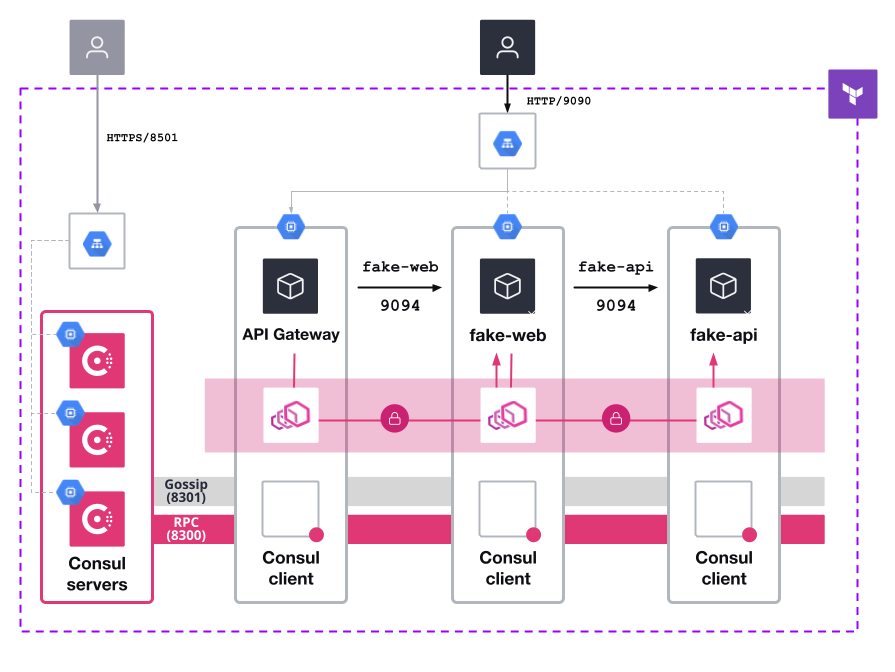 HTTP/9090
HTTPS/8501
fake-web
9094
fake-api
9094
API Gateway
fake-web
fake-api
Gossip
(8301)
RPC
(8300)
Consul
servers
Consul
client
Consul
client
Consul
client